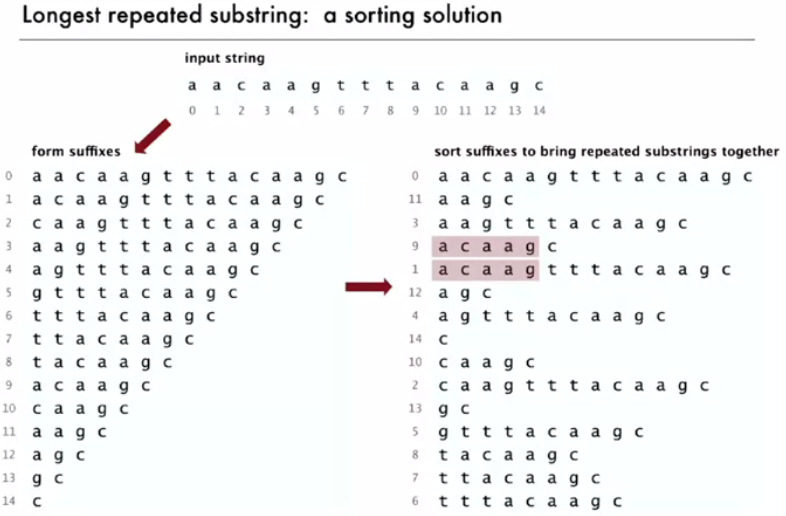 Longest repeated substring: a sorting solution
input string
a a c a a g t t t a c a a g c
0 1 2 3 4 5 6 7 8 9 10 11 12 13 14
form suffixes
0 a a c a a g t t t a c a a g c
1 a c a a g t t t a c a a g c
2 c a a g t t t a c a a g c
3 a a g t t t a c a a g c
4 a g t t t a c a a g c
5 g t t t a c a a g c
6 t t t a c a a g c
7 t t a c a a g c
8 t a c a a g c
9 a c a a g c
10 c a a g c
11 a a g c
12 a g c
13 g c
14 c
sort suffixes to bring repeated substrings together
0 a a c a a g t t t a c a a g c
11 a a g c
3 a a g t t t a c a a g c
9 a c a a g c
1 a c a a g t t t a c a a g c
12 a g c
4 a g t t t a c a a g c
14 c
10 c a a g c
2 c a a g t t t a c a a g c
13 g c
5 g t t t a c a a g c
8 t a c a a g c
7 t t a c a a g c
6 t t t a c a a g c